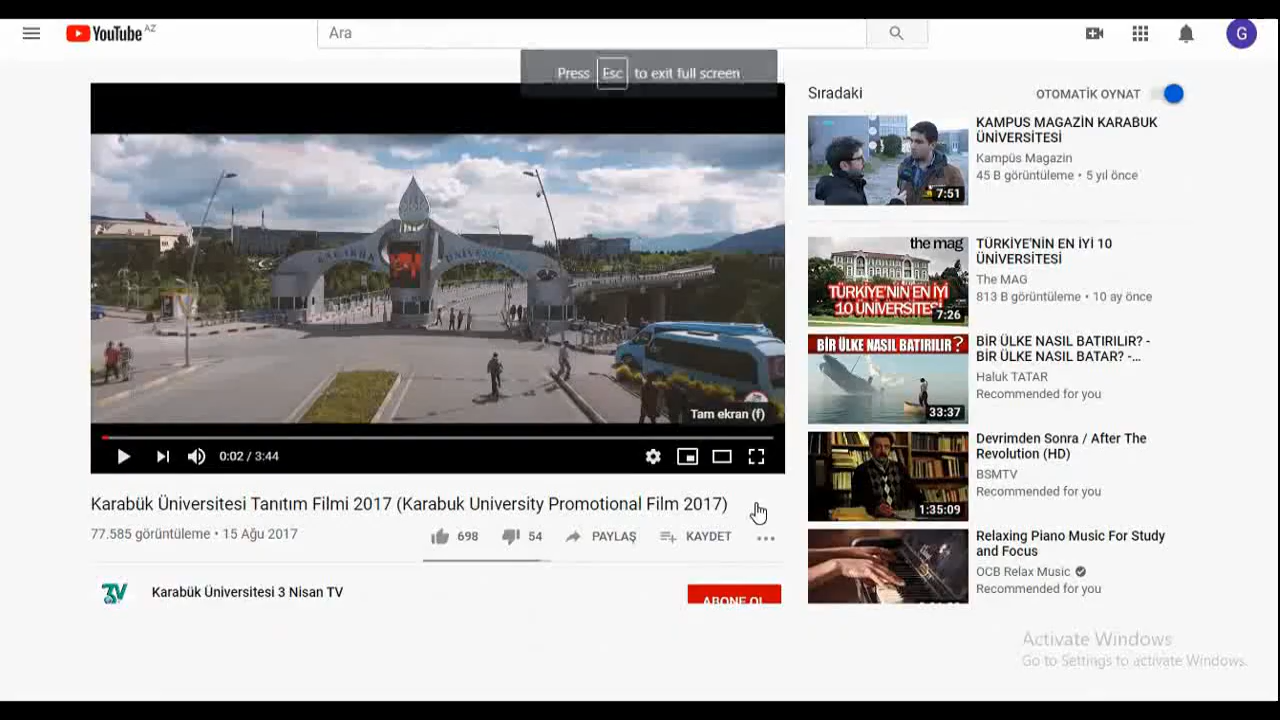 YouTube AZ
Ara
G
Press Esc to exit full screen
Tam ekran (f)
0:02 / 3:44
Karabük Üniversitesi Tanıtım Filmi 2017 (Karabuk University Promotional Film 2017)
77.585 görüntüleme • 15 Ağu 2017
698
54
PAYLAŞ
KAYDET
Karabük Üniversitesi 3 Nisan TV
ABONE OL
Sıradaki
OTOMATİK OYNAT
7:51
KAMPUS MAGAZİN KARABUK
ÜNİVERSİTESİ
Kampüs Magazin
45 B görüntüleme • 5 yıl önce
the mag
TÜRKİYE'NİN EN İYİ
10 ÜNİVERSİTESİ
7:26
TÜRKİYE'NİN EN İYİ 10
ÜNİVERSİTESİ
The MAG
813 B görüntüleme • 10 ay önce
BİR ÜLKE NASIL BATIRILIR?
33:37
BİR ÜLKE NASIL BATIRILIR? -
BİR ÜLKE NASIL BATAR? -...
Haluk TATAR
Recommended for you
1:35:09
Devrimden Sonra / After The
Revolution (HD)
BSMTV
Recommended for you
Relaxing Piano Music For Study
and Focus
OCB Relax Music
Recommended for you
Activate Windows
Go to Settings to activate Windows.